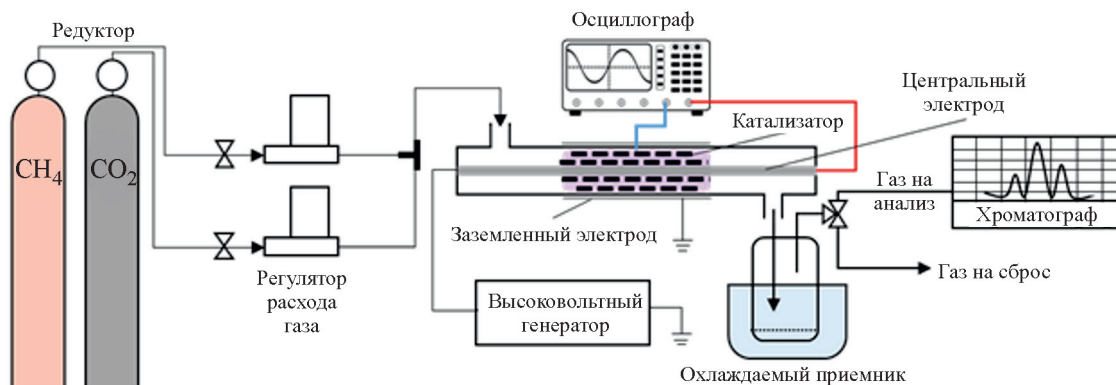 Редуктор
CH4
CO2
Регулятор
расхода
газа
Осциллограф
Центральный
электрод
Катализатор
Заземленный электрод
Высоковольтный
генератор
Газ на
анализ
Хроматограф
Газ на сброс
Охлаждаемый приемник